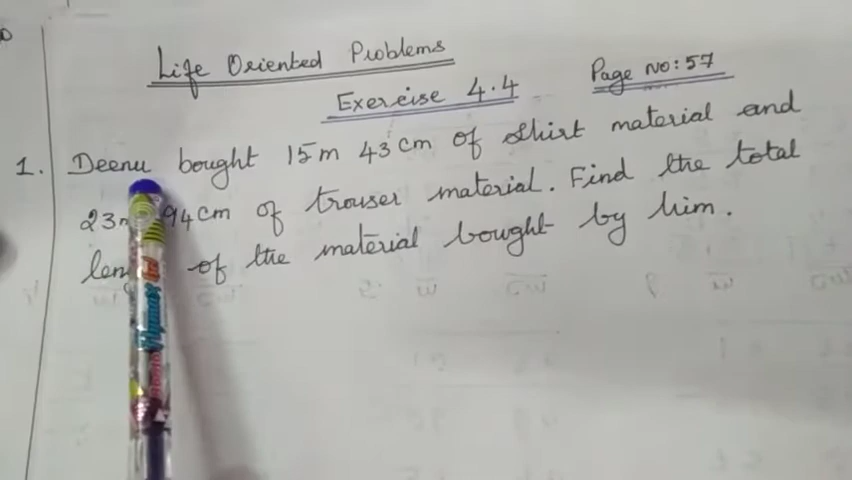 Life Oriented Problems
Exercise 4.4
Page No:57
1. Deenu bought 15m 43cm of shirt material and
94cm of trouser material. Find the total
of the material bought by him.